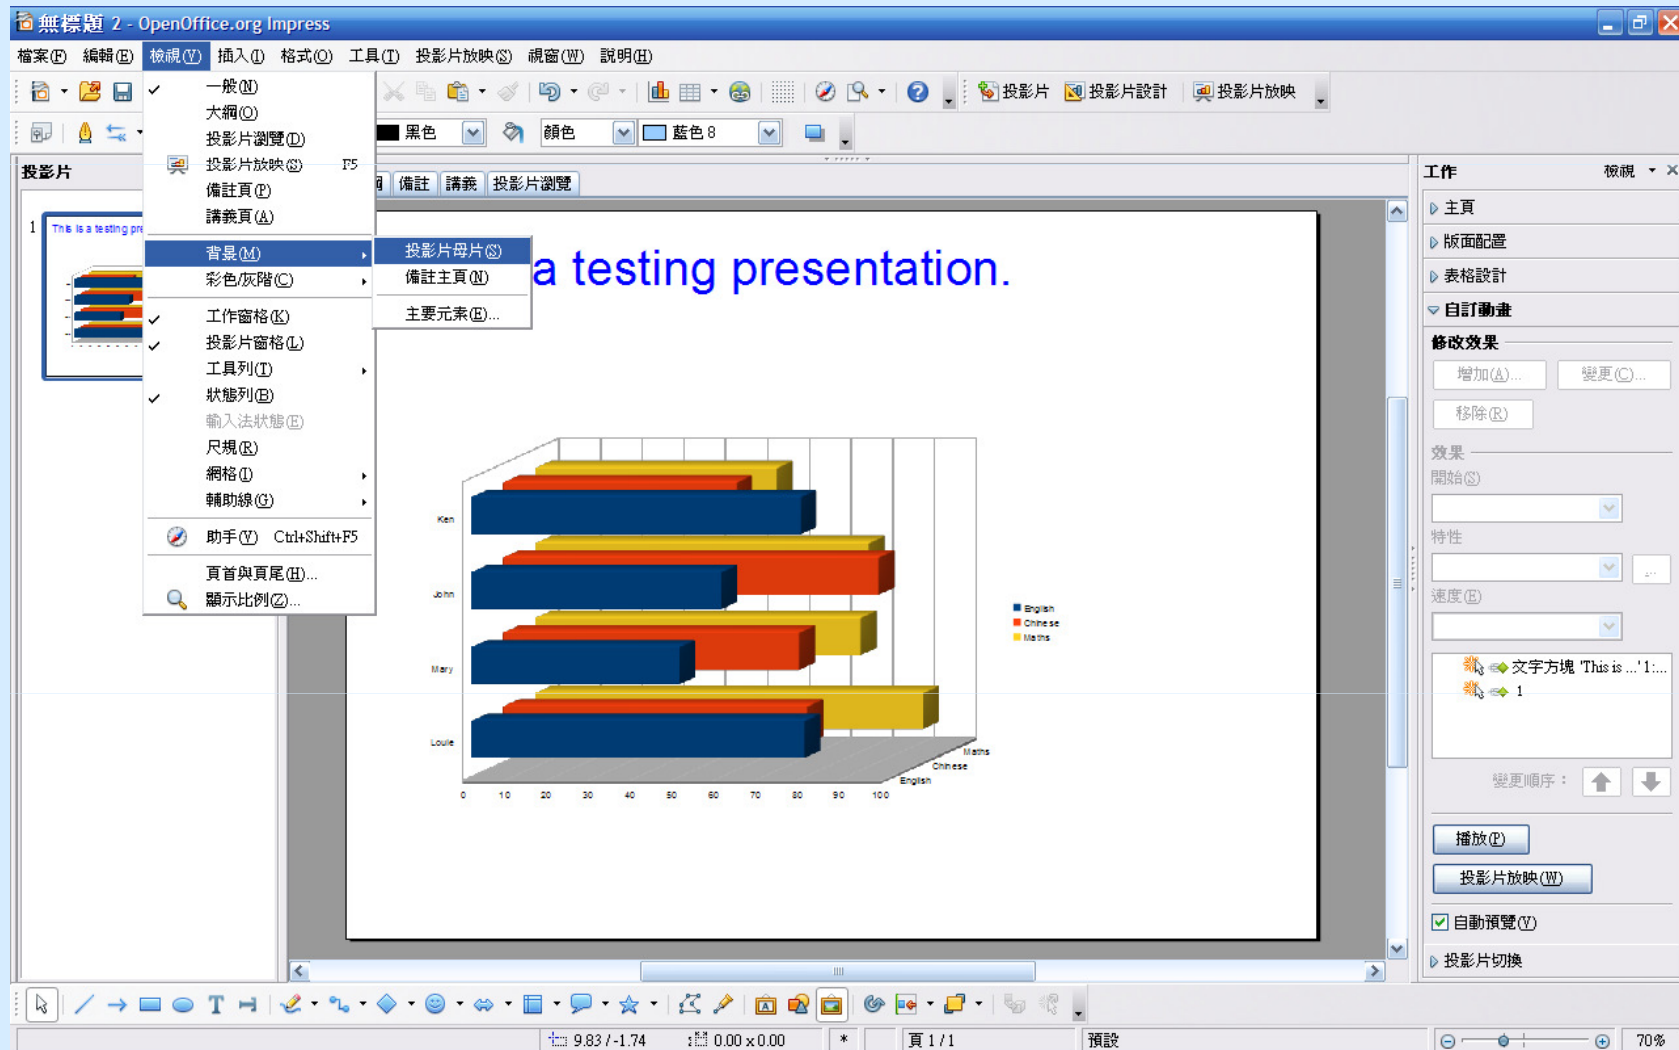 無標題 2 - OpenOffice.org Impress
檔案(F) 編輯(E) 檢視(V) 插入(I) 格式(O) 工具(T) 投影片放映(S) 視窗(W) 說明(H)
投影片 投影片設計 投影片放映
黑色 顏色 藍色 8
一般(N)
大綱(O)
投影片瀏覽(D)
投影片放映(S) F5
備註頁(P)
講義頁(A)
背景(M)
彩色/灰階(C)
工作窗格(K)
投影片窗格(L)
工具列(T)
狀態列(B)
輸入法狀態(E)
尺規(R)
網格(I)
輔助線(G)
助手(V) Ctrl+Shift+F5
頁首與頁尾(H)...
顯示比例(Z)...
投影片母片(S)
備註主頁(N)
主要元素(E)...
投影片
1
This is a testing pre
備註 講義 投影片瀏覽
a testing presentation.
Ken
John
Mary
Louie
0 10 20 30 40 50 60 70 80 90 100
English
Chinese
Maths
English
Chinese
Maths
工作 檢視
主頁
版面配置
表格設計
自訂動畫
修改效果
增加(A)... 變更(C)...
移除(R)
效果
開始(S)
特性
...
速度(E)
文字方塊 'This is ...' 1:...
1
變更順序：
播放(P)
投影片放映(W)
自動預覽(V)
投影片切換
9.83 / -1.74 0.00 x 0.00 * 頁 1 / 1 預設 70%